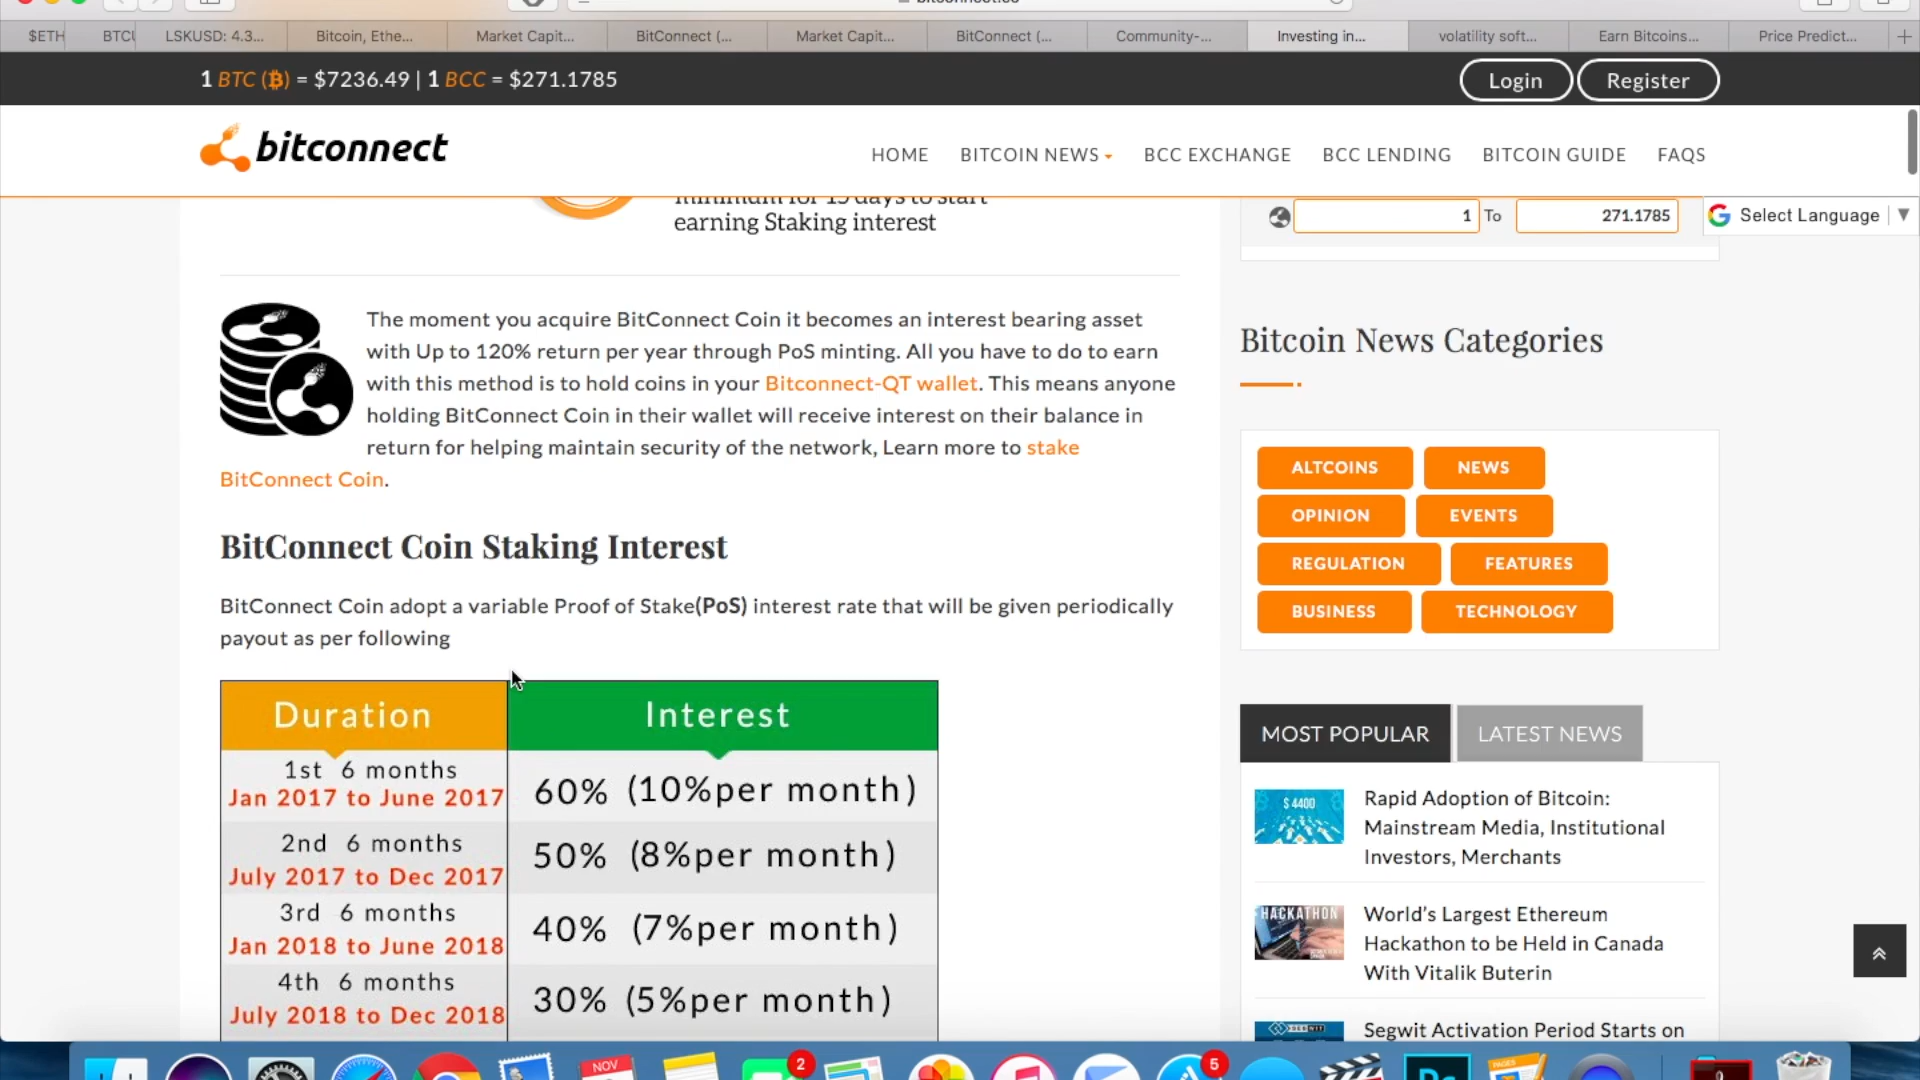 $ETH
BTCU
LSKUSD: 4.3...
Bitcoin, Ethe...
Market Capit...
BitConnect (...
Market Capit...
BitConnect (...
Community-...
Investing in...
volatility soft...
Earn Bitcoins...
Price Predict...
1 BTC (₿) = $7236.49 | 1 BCC = $271.1785
Login
Register
bitconnect
HOME
BITCOIN NEWS
BCC EXCHANGE
BCC LENDING
BITCOIN GUIDE
FAQS
minimum for 15 days to start
earning Staking interest
1 To 271.1785
Select Language
The moment you acquire BitConnect Coin it becomes an interest bearing asset
with Up to 120% return per year through PoS minting. All you have to do to earn
with this method is to hold coins in your Bitconnect-QT wallet. This means anyone
holding BitConnect Coin in their wallet will receive interest on their balance in
return for helping maintain security of the network, Learn more to stake
BitConnect Coin.
BitConnect Coin Staking Interest
BitConnect Coin adopt a variable Proof of Stake(PoS) interest rate that will be given periodically
payout as per following
Duration
Interest
1st 6 months
Jan 2017 to June 2017
60% (10%per month)
2nd 6 months
July 2017 to Dec 2017
50% (8%per month)
3rd 6 months
Jan 2018 to June 2018
40% (7%per month)
4th 6 months
July 2018 to Dec 2018
30% (5%per month)
Bitcoin News Categories
ALTCOINS
NEWS
OPINION
EVENTS
REGULATION
FEATURES
BUSINESS
TECHNOLOGY
MOST POPULAR
LATEST NEWS
$ 4400
Rapid Adoption of Bitcoin:
Mainstream Media, Institutional
Investors, Merchants
HACKATHON
World's Largest Ethereum
Hackathon to be Held in Canada
With Vitalik Buterin
Segwit Activation Period Starts on
NOV
2
5
PAGES